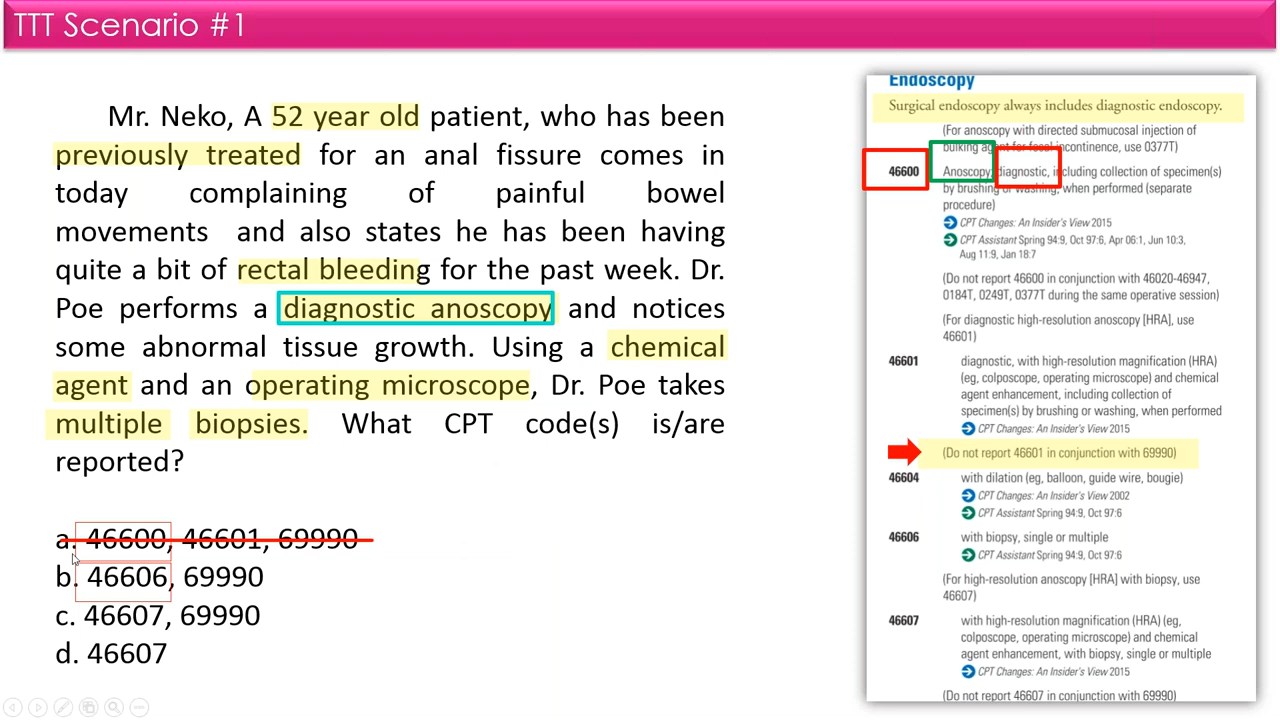 TTT Scenario #1
Mr. Neko, A 52 year old patient, who has been
previously treated for an anal fissure comes in
today complaining of painful bowel
movements and also states he has been having
quite a bit of rectal bleeding for the past week. Dr.
Poe performs a diagnostic anoscopy and notices
some abnormal tissue growth. Using a chemical
agent and an operating microscope, Dr. Poe takes
multiple biopsies. What CPT code(s) is/are
reported?
a. 46600, 46601, 69990
b. 46606, 69990
c. 46607, 69990
d. 46607
Endoscopy
Surgical endoscopy always includes diagnostic endoscopy.
(For anoscopy with directed submucosal injection of
bulking agent for fecal incontinence, use 0377T)
46600 Anoscopy; diagnostic, including collection of specimen(s)
by brushing or washing, when performed (separate
procedure)
CPT Changes: An Insider's View 2015
CPT Assistant Spring 94:9, Oct 97:6, Apr 06:1, Jun 10:3,
Aug 11:9, Jan 18:7
(Do not report 46600 in conjunction with 46020-46947,
0184T, 0249T, 0377T during the same operative session)
(For diagnostic high-resolution anoscopy [HRA], use
46601)
46601 diagnostic, with high-resolution magnification (HRA)
(eg, colposcope, operating microscope) and chemical
agent enhancement, including collection of
specimen(s) by brushing or washing, when performed
CPT Changes: An Insider's View 2015
(Do not report 46601 in conjunction with 69990)
46604 with dilation (eg, balloon, guide wire, bougie)
CPT Changes: An Insider's View 2002
CPT Assistant Spring 94:9, Oct 97:6
46606 with biopsy, single or multiple
CPT Assistant Spring 94:9, Oct 97:6
(For high-resolution anoscopy [HRA] with biopsy, use
46607)
46607 with high-resolution magnification (HRA) (eg,
colposcope, operating microscope) and chemical
agent enhancement, with biopsy, single or multiple
CPT Changes: An Insider's View 2015
(Do not report 46607 in conjunction with 69990)